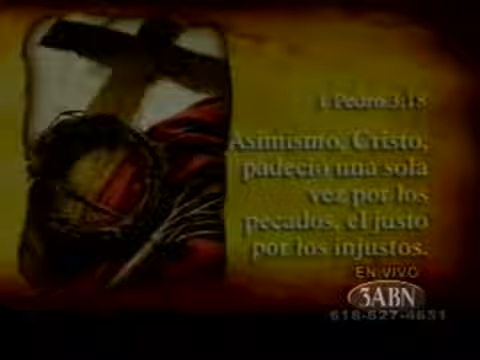 1 Pedro 3:18
Asimismo, Cristo,
padeció una sola
vez por los
pecados, el justo
por los injustos.
EN VIVO
3ABN
618-627-4651